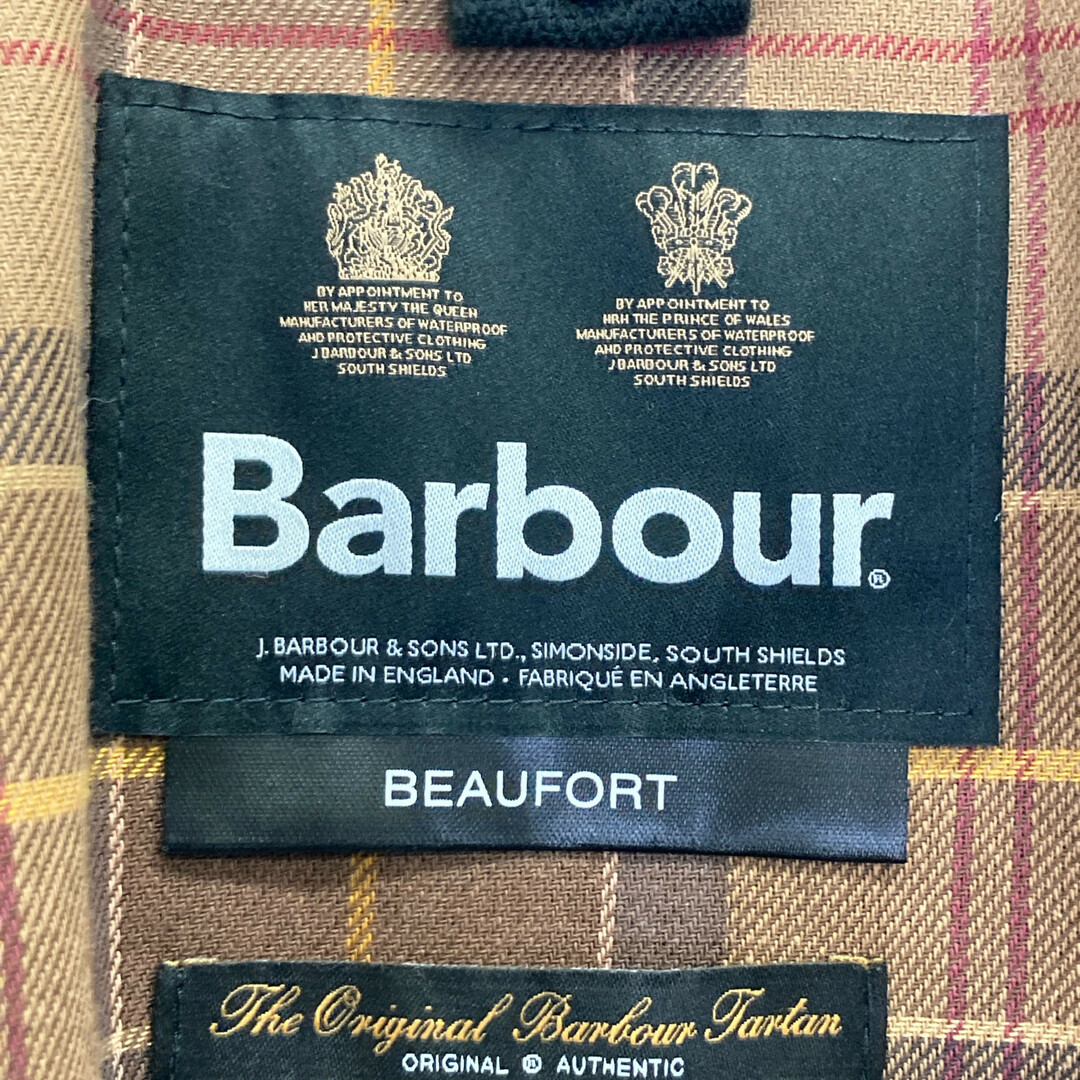 BY APPOINTMENT TO
HER MAJESTY THE QUEEN
MANUFACTURERS OF WATERPROOF
AND PROTECTIVE CLOTHING
J BARBOUR & SONS LTD
SOUTH SHIELDS
BY APPOINTMENT TO
HRH THE PRINCE OF WALES
MANUFACTURERS OF WATERPROOF
AND PROTECTIVE CLOTHING
J BARBOUR & SONS LTD
SOUTH SHIELDS
Barbour®
J. BARBOUR & SONS LTD., SIMONSIDE, SOUTH SHIELDS
MADE IN ENGLAND · FABRIQUÉ EN ANGLETERRE
BEAUFORT
The Original Barbour Tartan
ORIGINAL ® AUTHENTIC